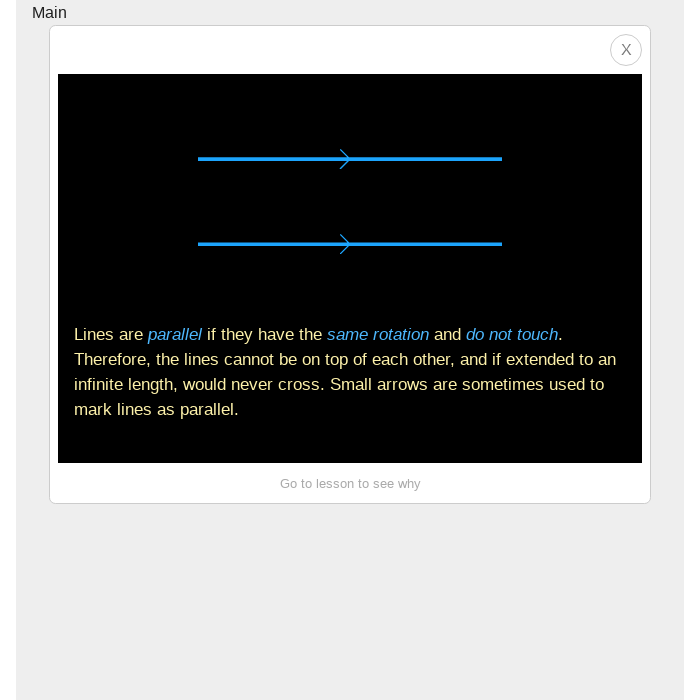 Main
X
Lines are parallel if they have the same rotation and do not touch.
Therefore, the lines cannot be on top of each other, and if extended to an
infinite length, would never cross. Small arrows are sometimes used to
mark lines as parallel.
Go to lesson to see why